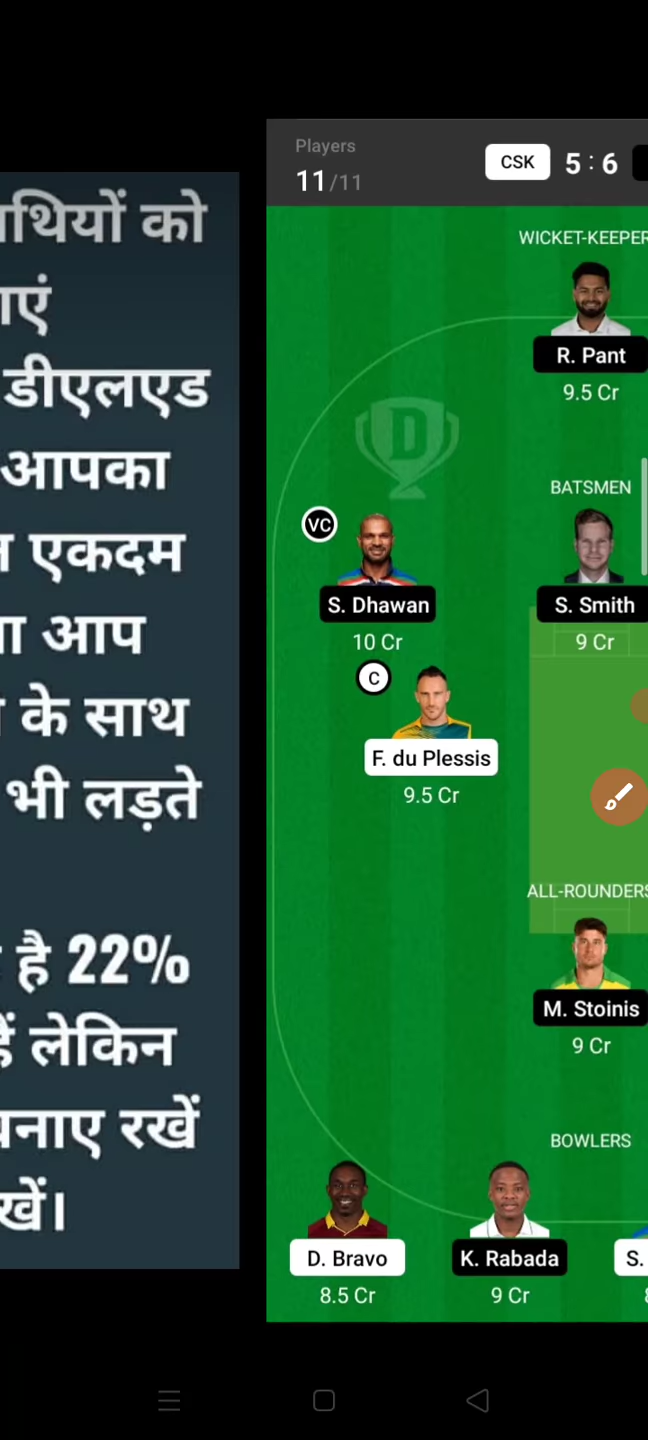 को
डीएलएड
आपका
एकदम
आप
के साथ
भी लड़ते
है 22%
लेकिन
रखें
Players
11/11
CSK 5 : 6
WICKET-KEEPER
R. Pant
9.5 Cr
BATSMEN
VC
S. Dhawan
10 Cr
S. Smith
9 Cr
C
F. du Plessis
9.5 Cr
ALL-ROUNDERS
M. Stoinis
9 Cr
BOWLERS
D. Bravo
8.5 Cr
K. Rabada
9 Cr
S.